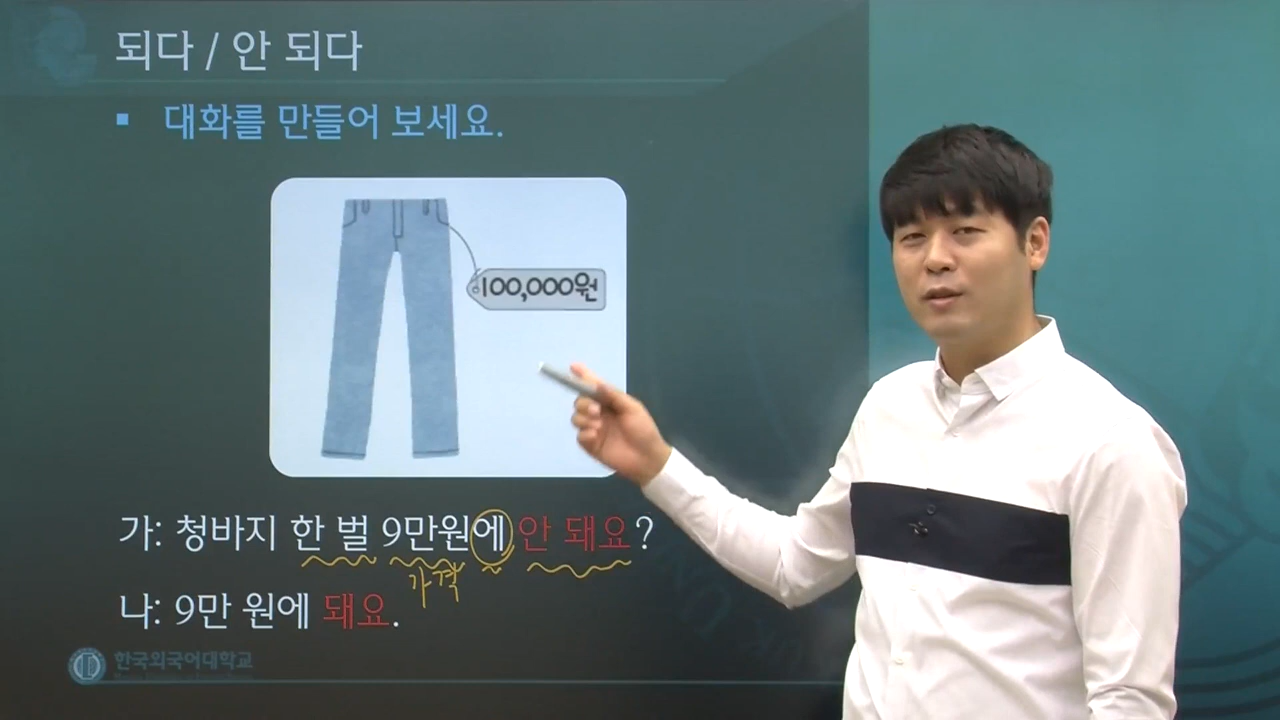 되다 / 안 되다
▪ 대화를 만들어 보세요.
100,000원
가: 청바지 한 벌 9만원에 안 돼요?
가격
나: 9만 원에 돼요.
한국외국어대학교